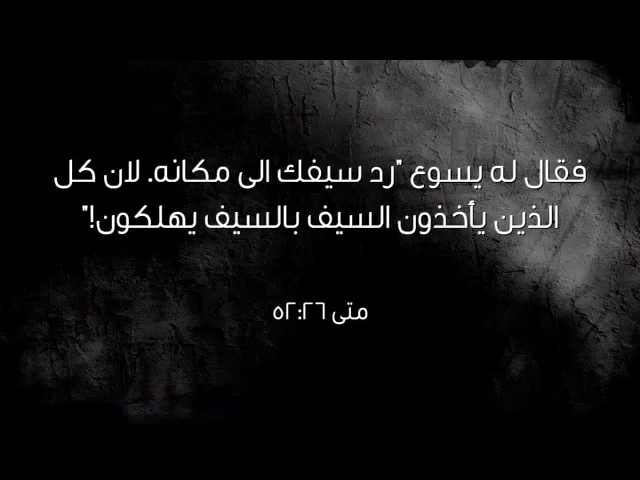 فقال له يسوع "رد سيفك الى مكانه. لان كل
الذين يأخذون السيف بالسيف يهلكون!"
متى ٥٢:٢٦